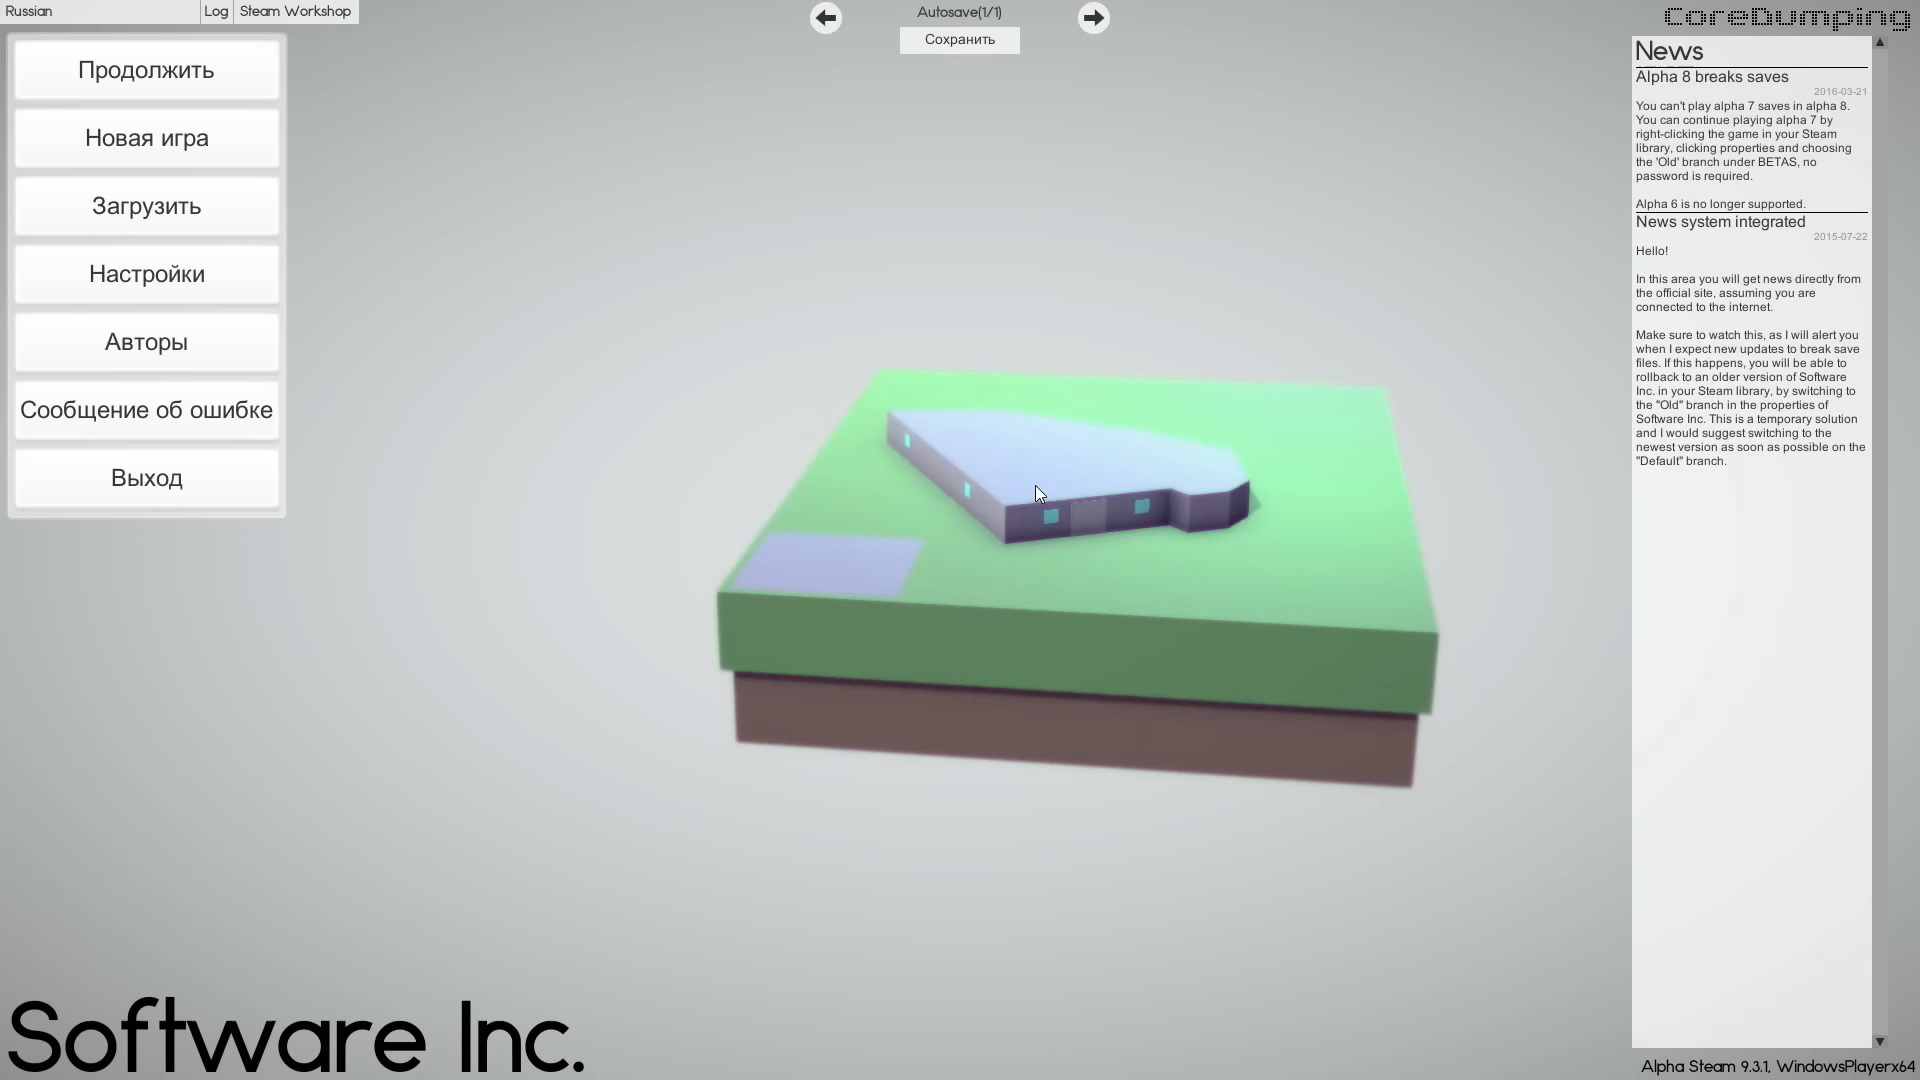 Russian
Log
Steam Workshop
Autosave(1/1)
Сохранить
CoreDumping
Продолжить
Новая игра
Загрузить
Настройки
Авторы
Сообщение об ошибке
Выход
News
Alpha 8 breaks saves
2016-03-21
You can't play alpha 7 saves in alpha 8.
You can continue playing alpha 7 by
right-clicking the game in your Steam
library, clicking properties and choosing
the 'Old' branch under BETAS, no
password is required.
Alpha 6 is no longer supported.
News system integrated
2015-07-22
Hello!
In this area you will get news directly from
the official site, assuming you are
connected to the internet.
Make sure to watch this, as I will alert you
when I expect new updates to break save
files. If this happens, you will be able to
rollback to an older version of Software
Inc. in your Steam library, by switching to
the "Old" branch in the properties of
Software Inc. This is a temporary solution
and I would suggest switching to the
newest version as soon as possible on the
"Default" branch.
Software Inc.
Alpha Steam 9.3.1, WindowsPlayerx64